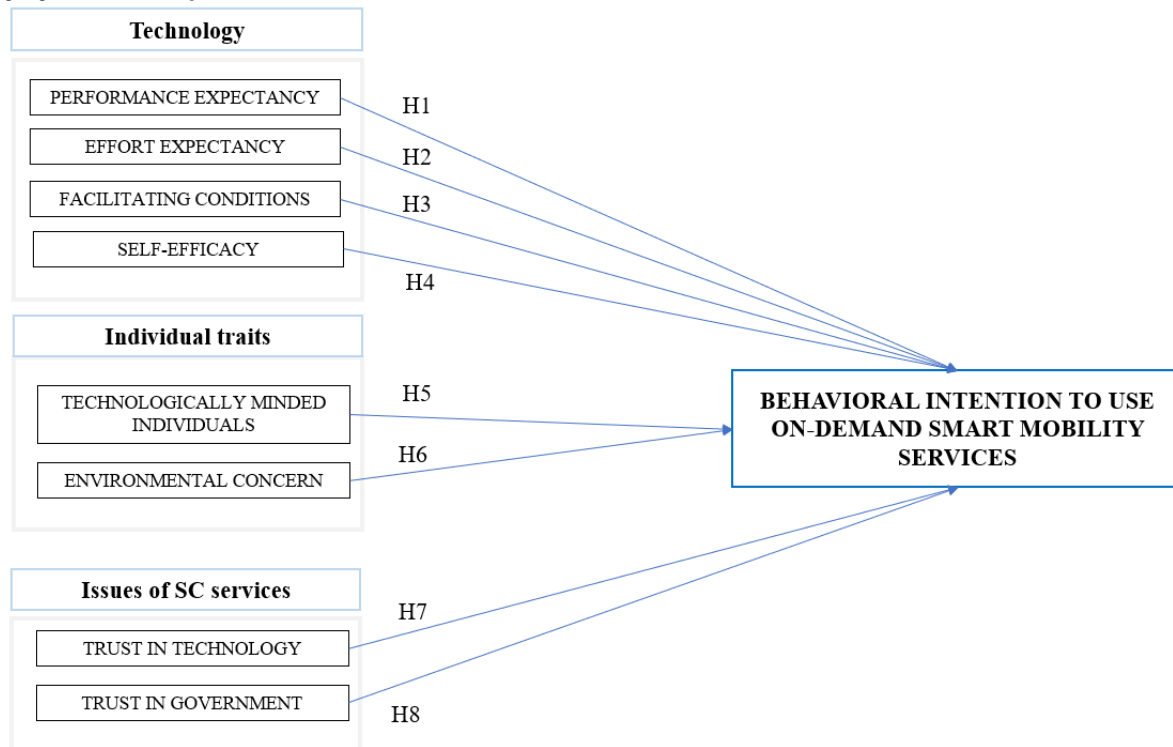 Technology
PERFORMANCE EXPECTANCY
EFFORT EXPECTANCY
FACILITATING CONDITIONS
SELF-EFFICACY
H1
H2
H3
H4
Individual traits
TECHNOLOGICALLY MINDED
INDIVIDUALS
ENVIRONMENTAL CONCERN
H5
H6
BEHAVIORAL INTENTION TO USE
ON-DEMAND SMART MOBILITY
SERVICES
Issues of SC services
TRUST IN TECHNOLOGY
TRUST IN GOVERNMENT
H7
H8